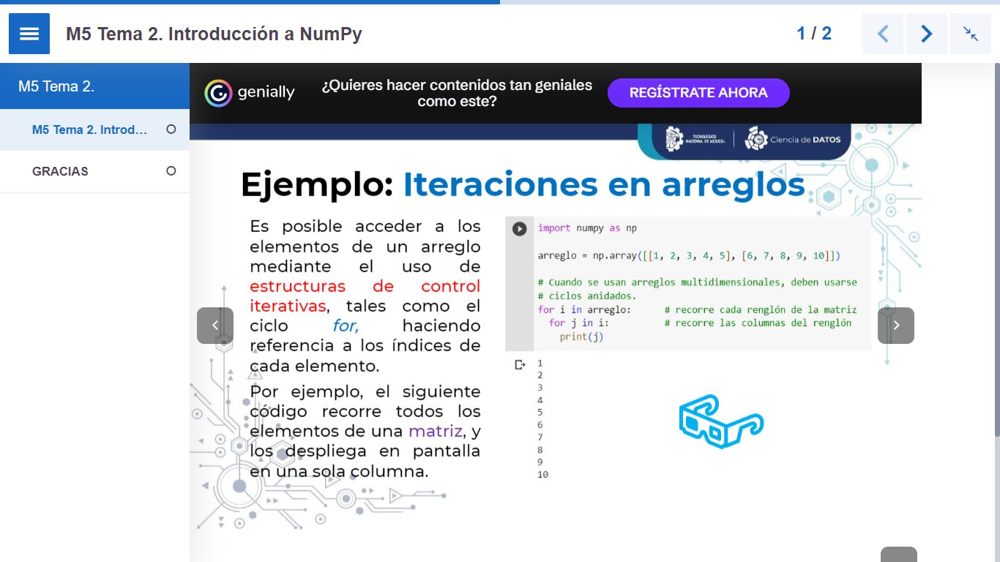 M5 Tema 2. Introducción a NumPy
1 / 2
M5 Tema 2.
M5 Tema 2. Introd...
GRACIAS
genially
¿Quieres hacer contenidos tan geniales
como este?
REGÍSTRATE AHORA
TECNOLÓGICO
NACIONAL DE MÉXICO.
Ciencia de DATOS
Ejemplo: Iteraciones en arreglos
Es posible acceder a los
elementos de un arreglo
mediante el uso de
estructuras de control
iterativas, tales como el
ciclo for, haciendo
referencia a los índices de
cada elemento.
Por ejemplo, el siguiente
código recorre todos los
elementos de una matriz, y
los despliega en pantalla
en una sola columna.
import numpy as np
arreglo = np.array([[1, 2, 3, 4, 5], [6, 7, 8, 9, 10]])
# Cuando se usan arreglos multidimensionales, deben usarse
# ciclos anidados.
for i in arreglo: # recorre cada renglón de la matriz
for j in i: # recorre las columnas del renglón
print(j)
1
2
3
4
5
6
7
8
9
10